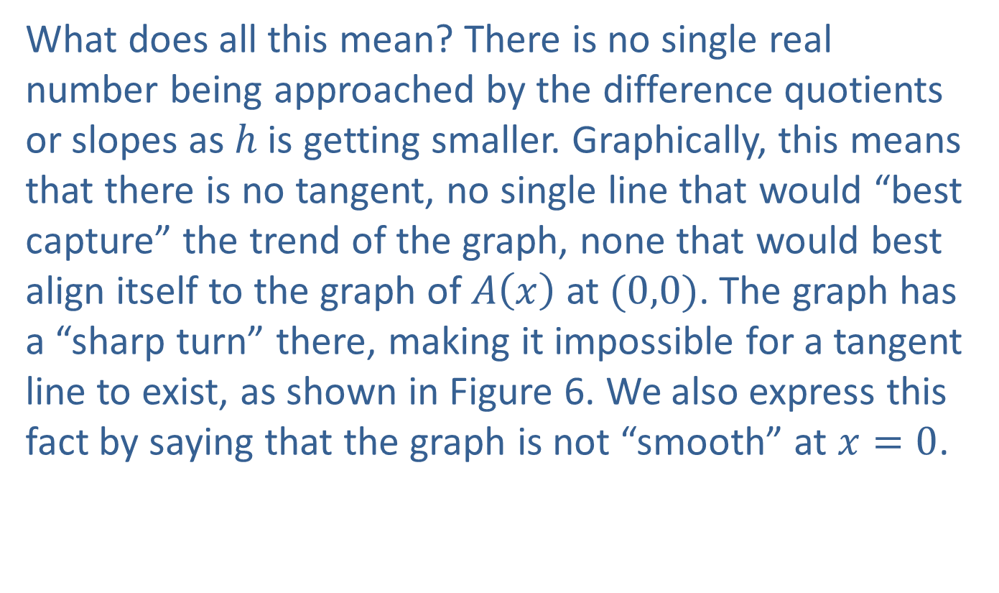 What does all this mean? There is no single real
number being approached by the difference quotients
or slopes as ℎ is getting smaller. Graphically, this means
that there is no tangent, no single line that would “best
capture” the trend of the graph, none that would best
align itself to the graph of 𝐴(𝑥) at (0,0). The graph has
a “sharp turn” there, making it impossible for a tangent
line to exist, as shown in Figure 6. We also express this
fact by saying that the graph is not “smooth” at 𝑥 = 0.